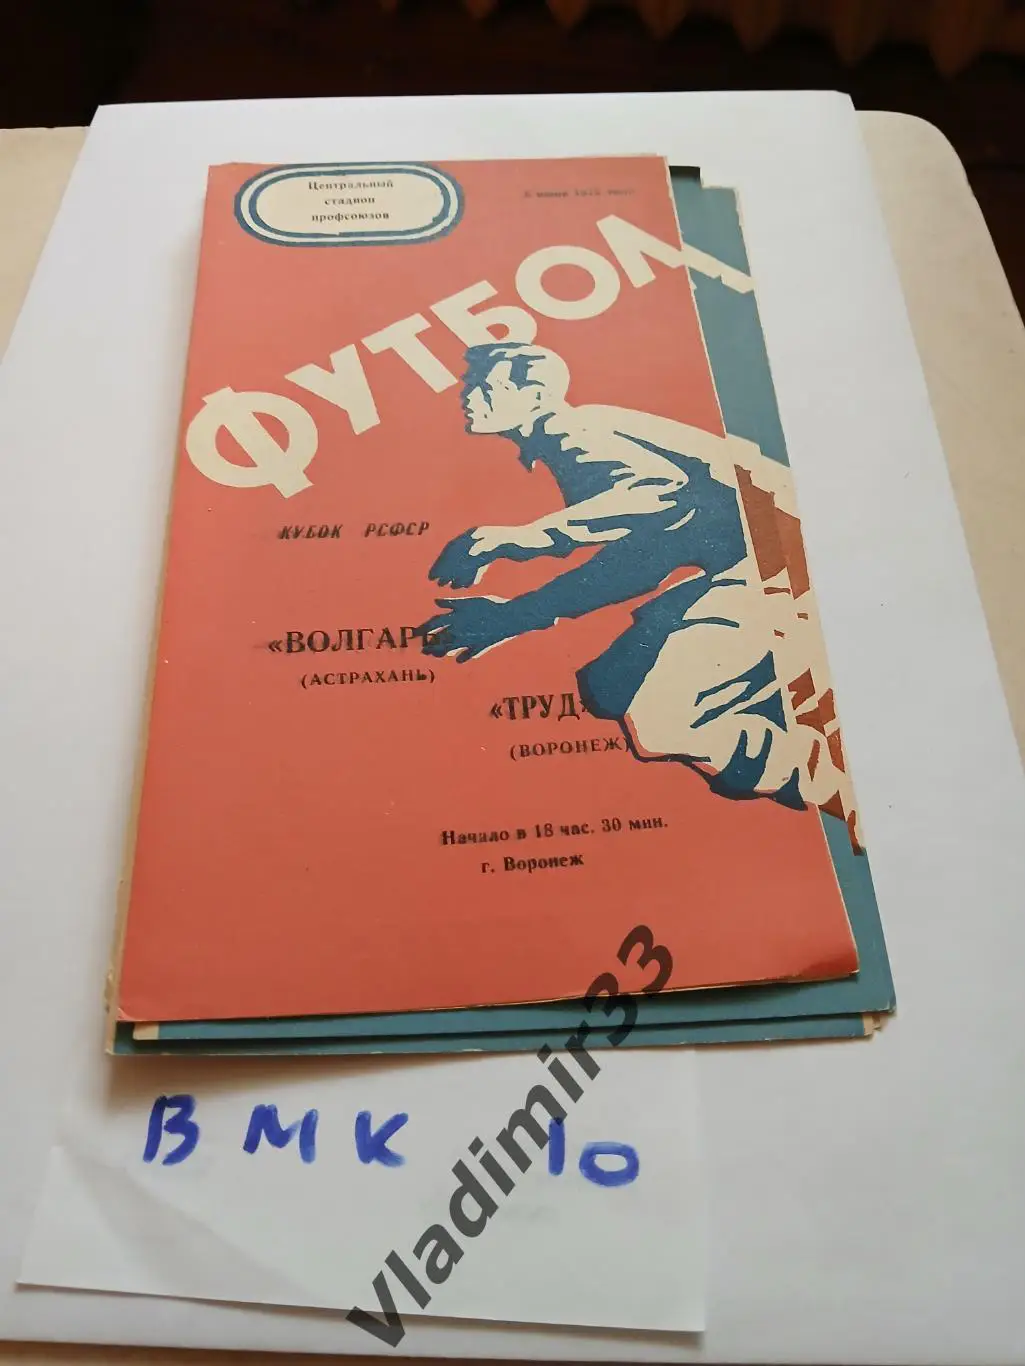 Центральный
стадион
профсоюзов
ФУТБОЛ
КУБОК РСФСР
«ВОЛГАРЬ»
(АСТРАХАНЬ)
«ТРУД»
(ВОРОНЕЖ)
Начало в 18 час. 30 мин.
г. Воронеж
ВМК 10
vladimir33